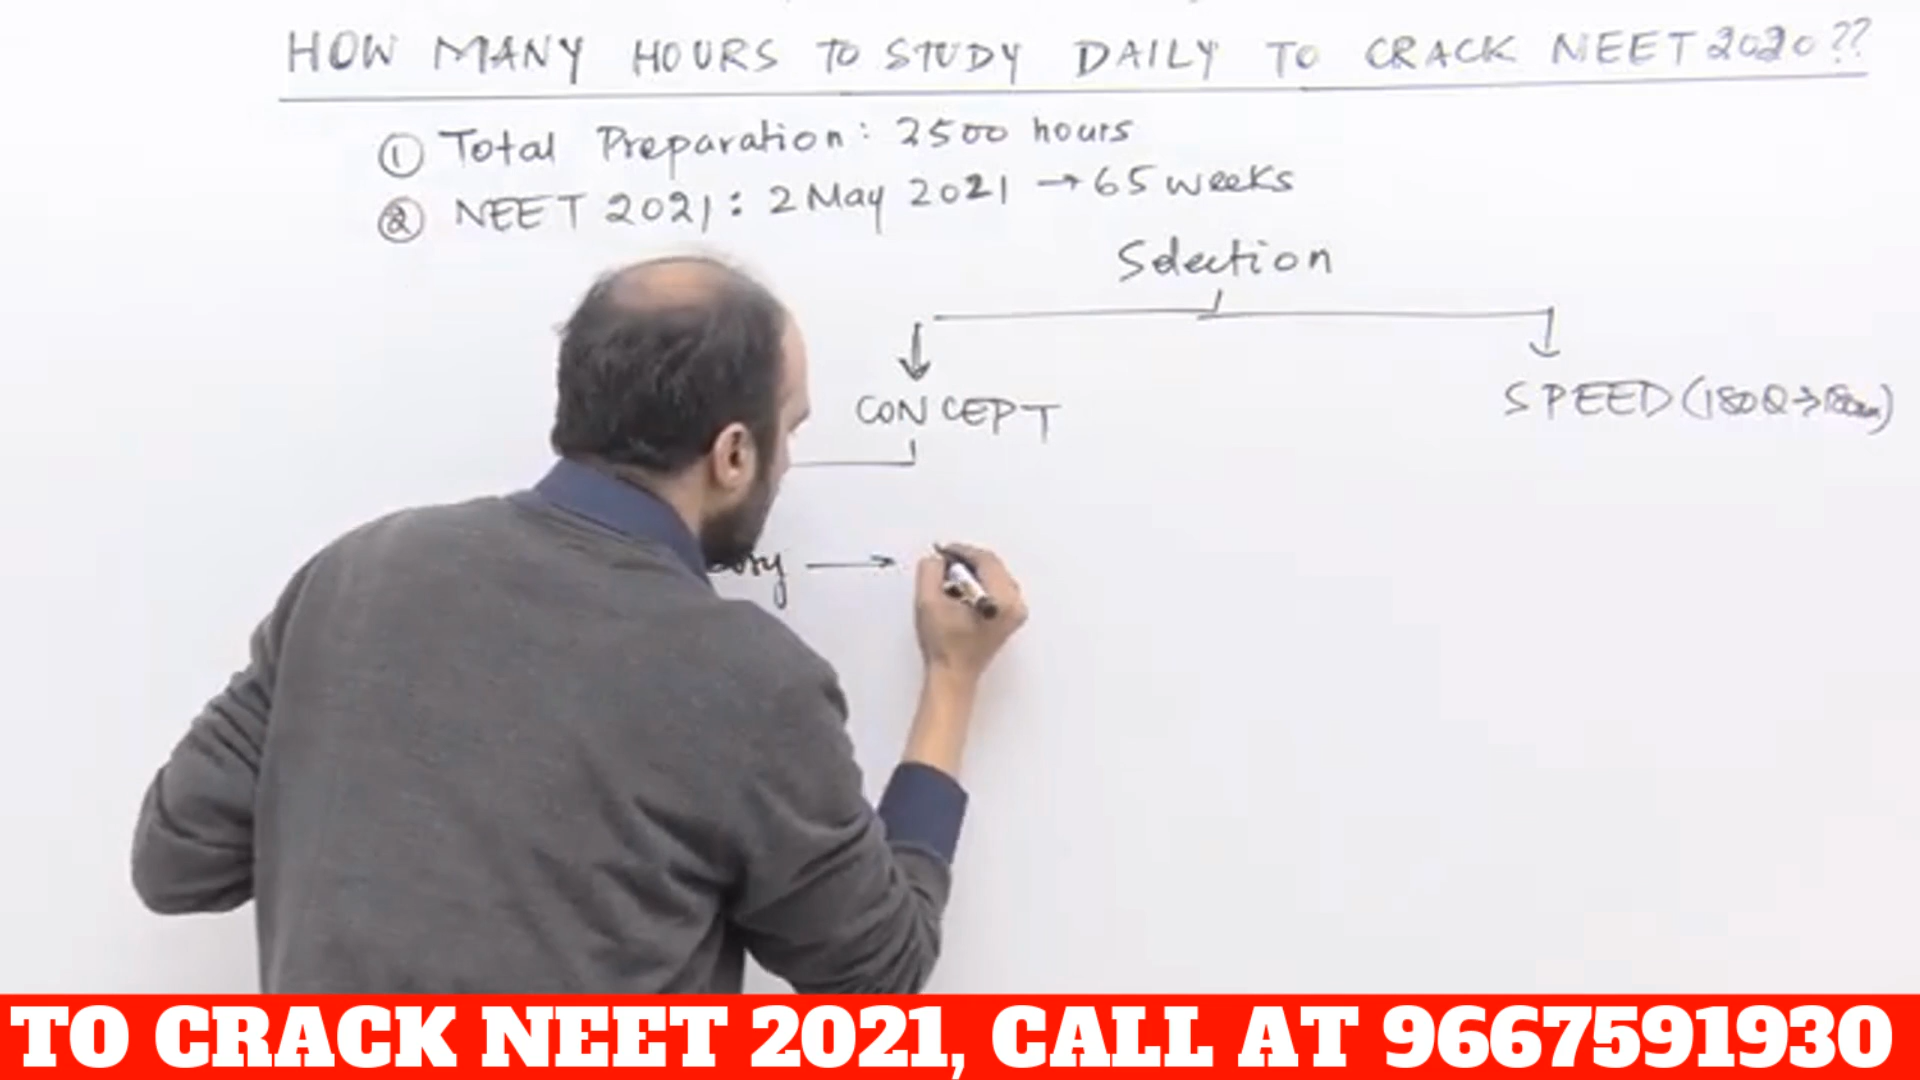 HOW MANY HOURS TO STUDY DAILY TO CRACK NEET 2020??
① Total Preparation: 2500 hours
② NEET 2021: 2 May 2021 → 65 weeks
Selection
CONCEPT
SPEED (180Q→180m)
TO CRACK NEET 2021, CALL AT 9667591930